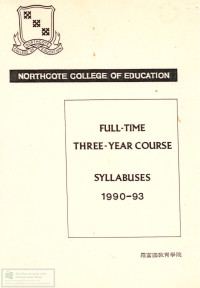 NORTHCOTE COLLEGE OF EDUCATION
FULL-TIME
THREE-YEAR COURSE
SYLLABUSES
1990-93
羅富國教育學院